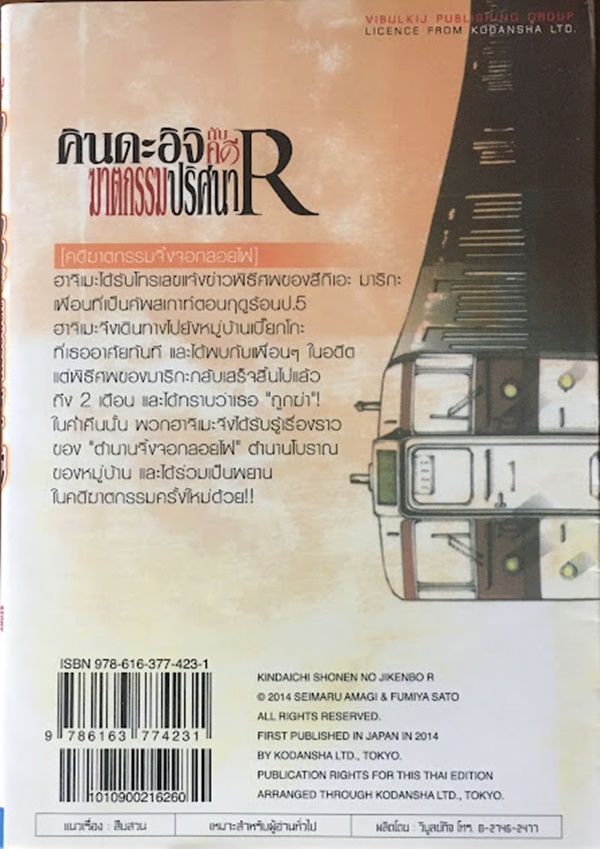 VIBULKIJ PUBLISHING GROUP
LICENCE FROM KODANSHA LTD.
คินดะอิจิ กับคดี
ฆาตกรรมปริศนา R
[คดีฆาตกรรมจิ้งจอกลอยไฟ]
ฮาจิเมะได้รับโทรเลขแจ้งข่าวพิธีศพของสึกิเอะ มาริกะ
เพื่อนที่เป็นคัพสเกาท์ตอนฤดูร้อนป.5
ฮาจิเมะจึงเดินทางไปยังหมู่บ้านเบี๊ยกโกะ
ที่เธออาศัยทันที และได้พบกับเพื่อนๆ ในอดีต
แต่พิธีศพของมาริกะกลับเสร็จสิ้นไปแล้ว
ถึง 2 เดือน และได้ทราบว่าเธอ "ถูกฆ่า"!
ในค่ำคืนนั้น พวกฮาจิเมะจึงได้รับรู้เรื่องราว
ของ "ตำนานจิ้งจอกลอยไฟ" ตำนานโบราณ
ของหมู่บ้าน และได้ร่วมเป็นพยาน
ในคดีฆาตกรรมครั้งใหม่ด้วย!!
ISBN 978-616-377-423-1
9 786163 774231
1010900216260
KINDAICHI SHONEN NO JIKENBO R
© 2014 SEIMARU AMAGI & FUMIYA SATO
ALL RIGHTS RESERVED.
FIRST PUBLISHED IN JAPAN IN 2014
BY KODANSHA LTD., TOKYO.
PUBLICATION RIGHTS FOR THIS THAI EDITION
ARRANGED THROUGH KODANSHA LTD., TOKYO.
แนวเรื่อง : สืบสวน
เหมาะสำหรับผู้อ่านทั่วไป
ผลิตโดย : วิบูลย์กิจ โทร. 0-2746-2477